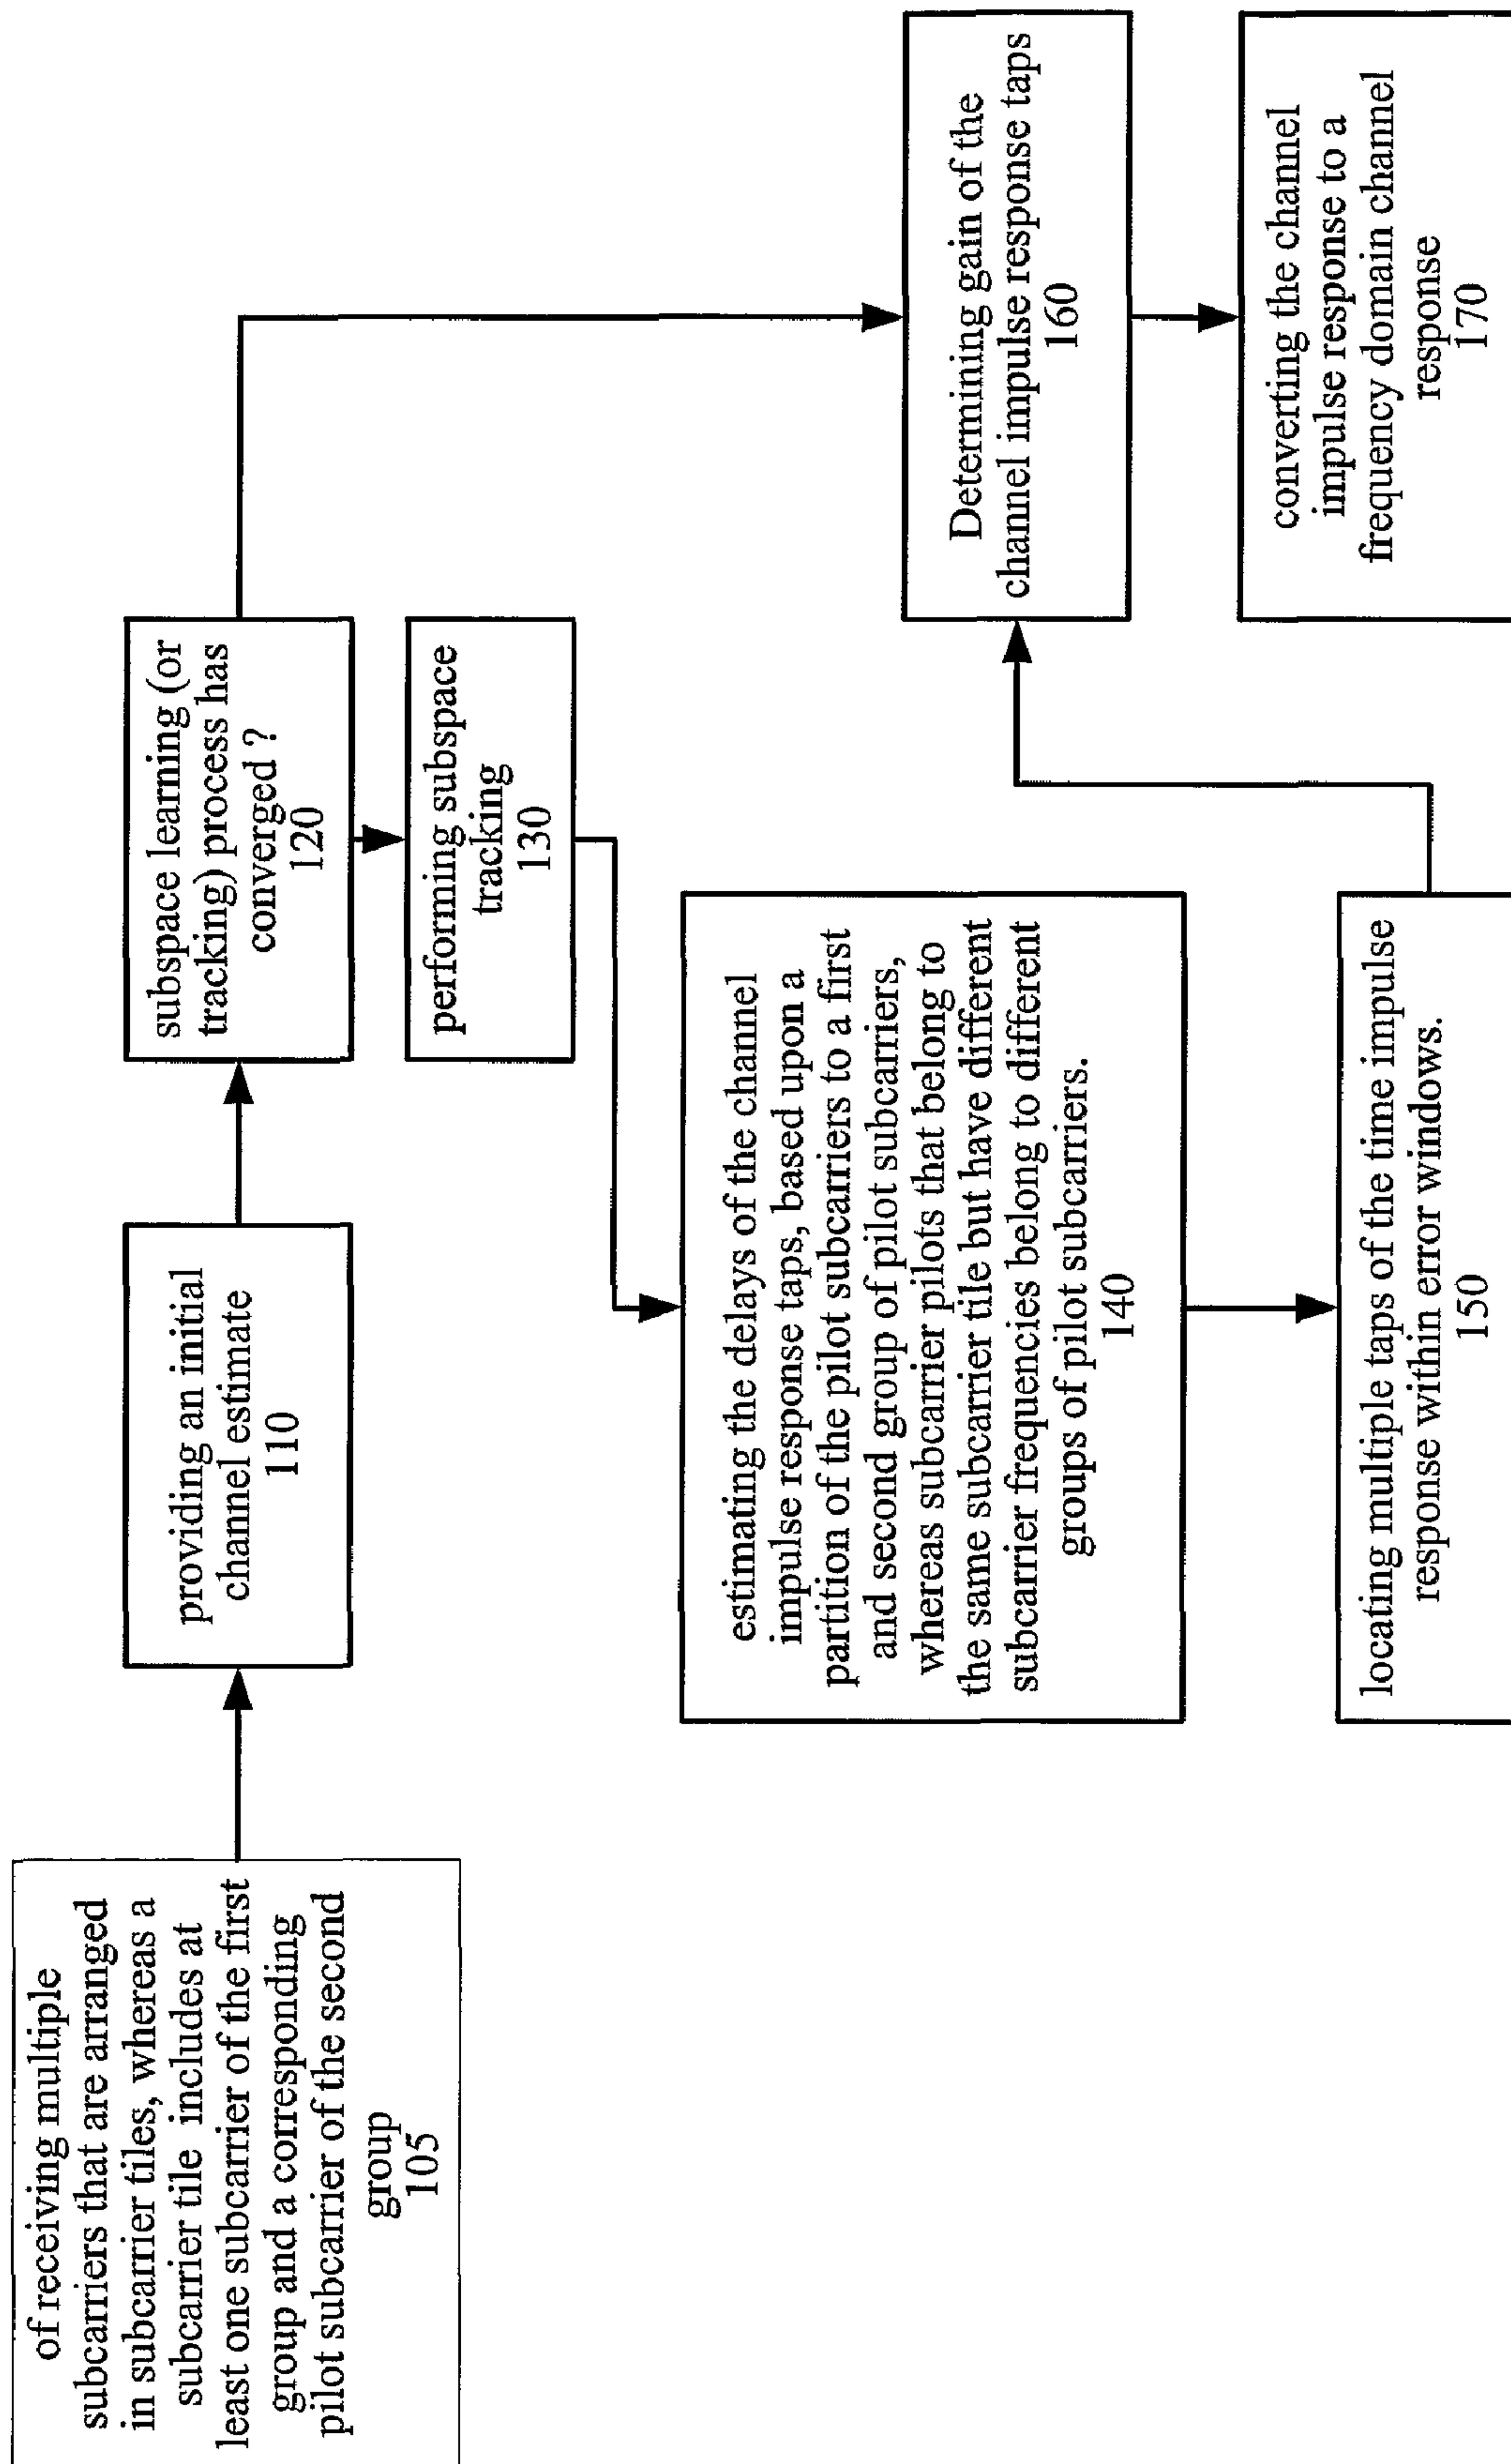 of receiving multiple
subcarriers that are arranged
in subcarrier tiles, whereas a
subcarrier tile includes at
least one subcarrier of the first
group and a corresponding
pilot subcarrier of the second
group
105
providing an initial
channel estimate
110
subspace learning (or
tracking) process has
converged ?
120
performing subspace
tracking
130
estimating the delays of the channel
impulse response taps, based upon a
partition of the pilot subcarriers to a first
and second group of pilot subcarriers,
whereas subcarrier pilots that belong to
the same subcarrier tile but have different
subcarrier frequencies belong to different
groups of pilot subcarriers.
140
locating multiple taps of the time impulse
response within error windows.
150
Determining gain of the
channel impulse response taps
160
converting the channel
impulse response to a
frequency domain channel
response
170